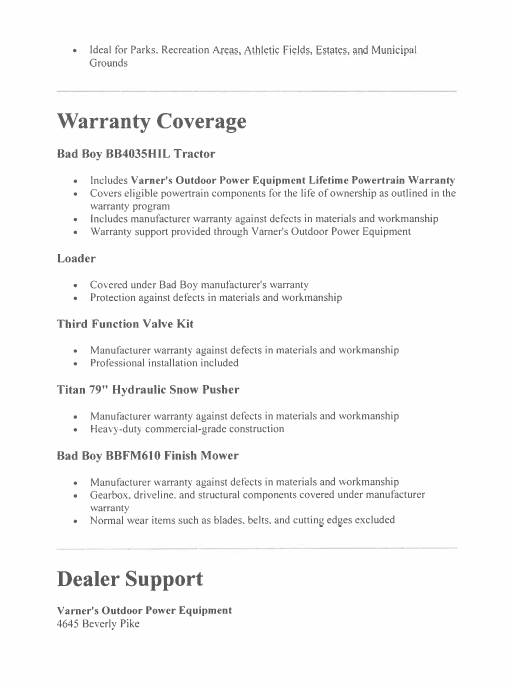 • Ideal for Parks, Recreation Areas, Athletic Fields, Estates, and Municipal
Grounds
Warranty Coverage
Bad Boy BB4035HIL Tractor
• Includes Varner's Outdoor Power Equipment Lifetime Powertrain Warranty
• Covers eligible powertrain components for the life of ownership as outlined in the
warranty program
• Includes manufacturer warranty against defects in materials and workmanship
• Warranty support provided through Varner's Outdoor Power Equipment
Loader
• Covered under Bad Boy manufacturer's warranty
• Protection against defects in materials and workmanship
Third Function Valve Kit
• Manufacturer warranty against defects in materials and workmanship
• Professional installation included
Titan 79" Hydraulic Snow Pusher
• Manufacturer warranty against defects in materials and workmanship
• Heavy-duty commercial-grade construction
Bad Boy BBFM610 Finish Mower
• Manufacturer warranty against defects in materials and workmanship
• Gearbox, driveline, and structural components covered under manufacturer
warranty
• Normal wear items such as blades, belts, and cutting edges excluded
Dealer Support
Varner's Outdoor Power Equipment
4645 Beverly Pike